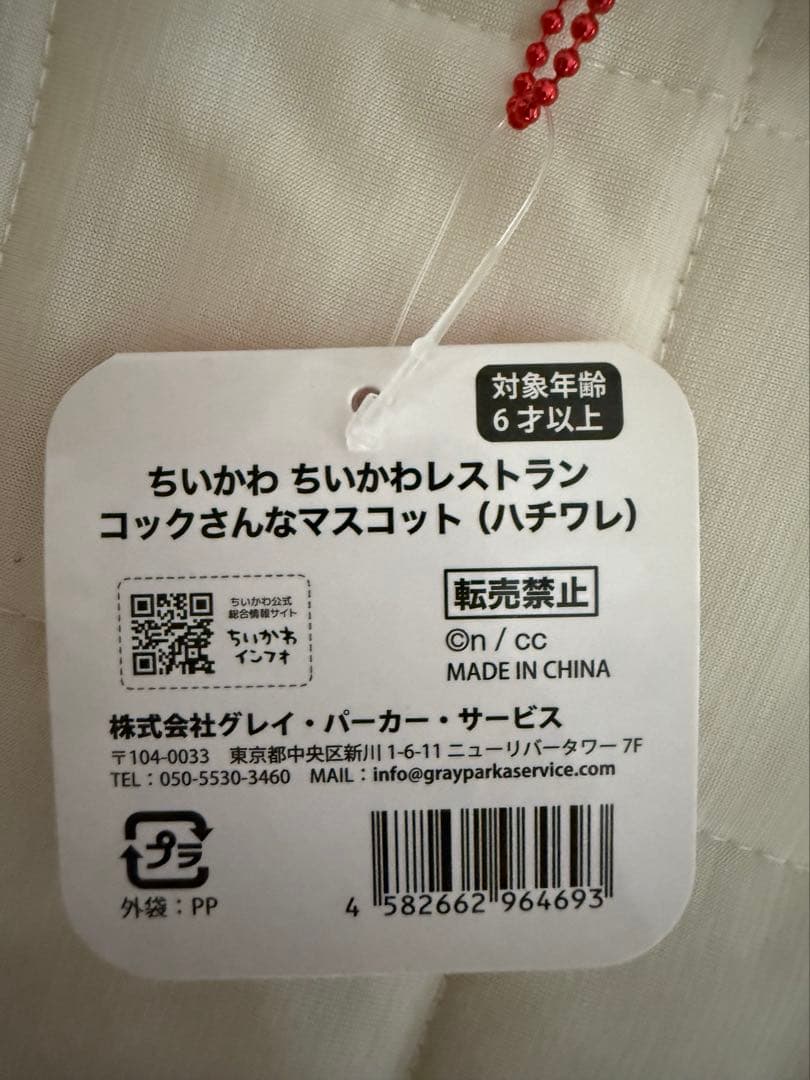 対象年齢
6才以上
ちいかわ ちいかわレストラン
コックさんなマスコット（ハチワレ）
ちいかわ公式
総合情報サイト
ちいかわ
インフォ
転売禁止
©n / cc
MADE IN CHINA
株式会社グレイ・パーカー・サービス
〒104-0033 東京都中央区新川1-6-11 ニューリバータワー 7F
TEL：050-5530-3460 MAIL：info@grayparkaservice.com
プラ
外袋：PP
4 582662 964693